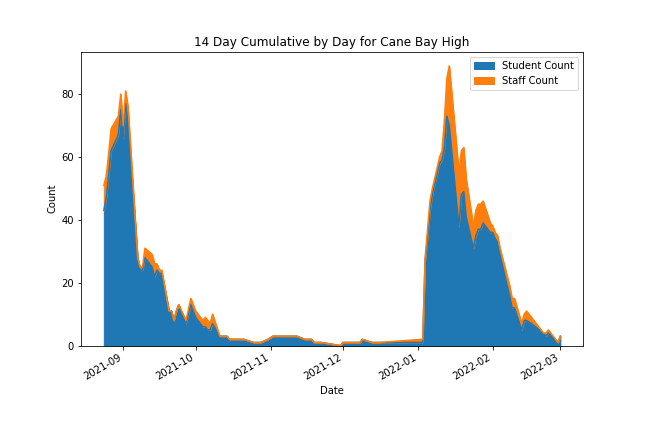 14 Day Cumulative by Day for Cane Bay High
Student Count
Staff Count
80
60
40
20
0
Count
2021-09
2021-10
2021-11
2021-12
2022-01
2022-02
2022-03
Date